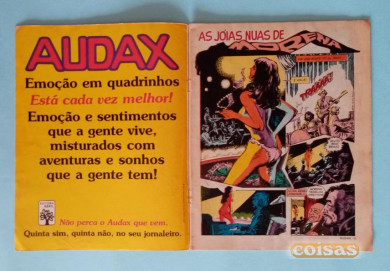 AUDAX
Emoção em quadrinhos
Está cada vez melhor!
Emoção e sentimentos
que a gente vive,
misturados com
aventuras e sonhos
que a gente tem!
Não perca o Audax que vem.
Quinta sim, quinta não, no seu jornaleiro.
AS JOIAS NUAS DE
MORENA
coisas